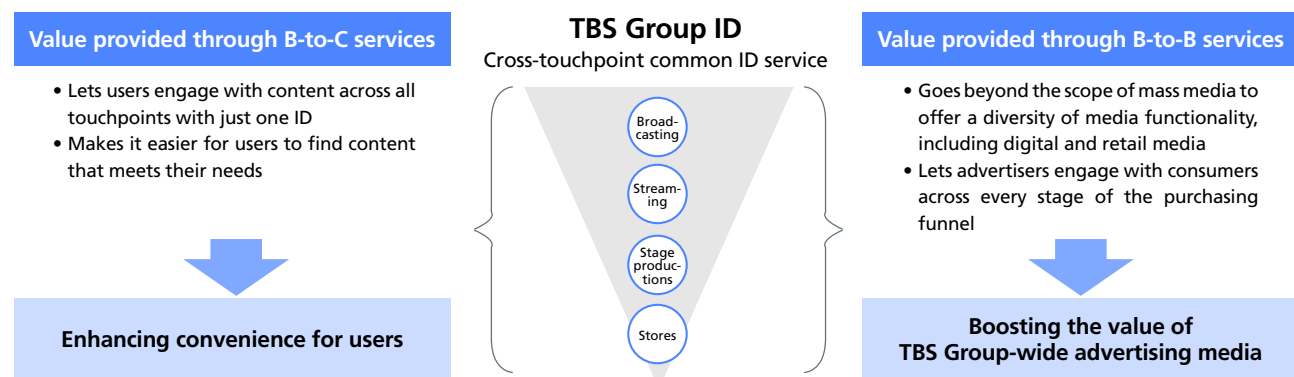 Value provided through B-to-C services
• Lets users engage with content across all
touchpoints with just one ID
• Makes it easier for users to find content
that meets their needs
Enhancing convenience for users
TBS Group ID
Cross-touchpoint common ID service
Broad-
casting
Stream-
ing
Stage
produc-
tions
Stores
Value provided through B-to-B services
• Goes beyond the scope of mass media to
offer a diversity of media functionality,
including digital and retail media
• Lets advertisers engage with consumers
across every stage of the purchasing
funnel
Boosting the value of
TBS Group-wide advertising media